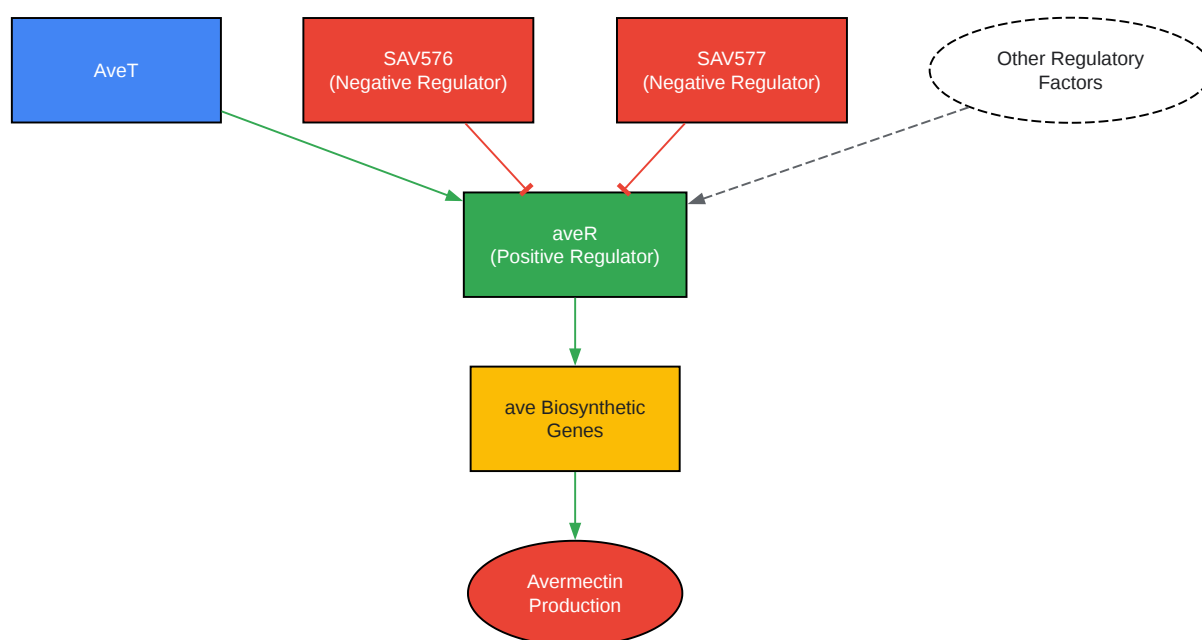 AveT
SAV576
(Negative Regulator)
SAV577
(Negative Regulator)
Other Regulatory
Factors
aveR
(Positive Regulator)
ave Biosynthetic
Genes
Avermectin
Production